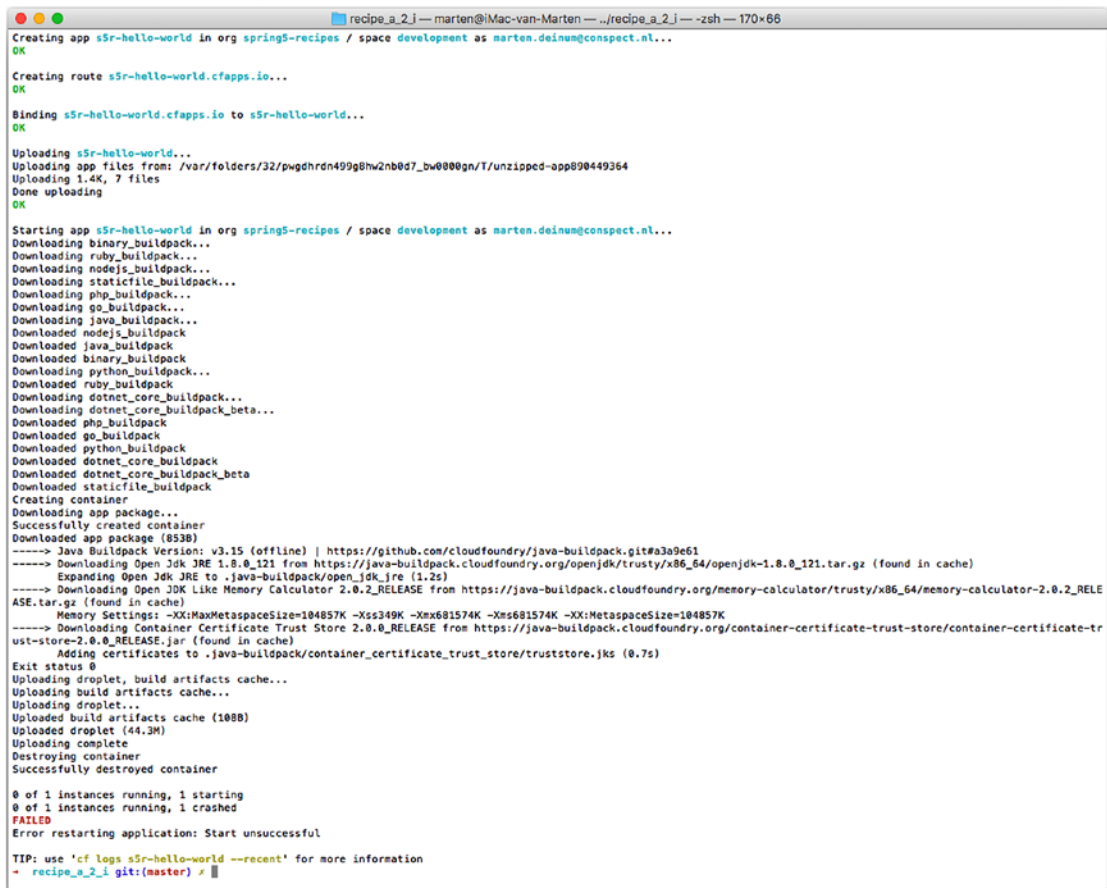 recipe_a_2_i — marten@iMac-van-Marten — ../recipe_a_2_i — -zsh — 170×66
Creating app s5r-hello-world in org spring5-recipes / space development as marten.deinum@conspect.nl...
OK
Creating route s5r-hello-world.cfapps.io...
OK
Binding s5r-hello-world.cfapps.io to s5r-hello-world...
OK
Uploading s5r-hello-world...
Uploading app files from: /var/folders/32/pwgdhrdn499g8hw2nb0d7_bw0000gn/T/unzipped-app890449364
Uploading 1.4K, 7 files
Done uploading
OK
Starting app s5r-hello-world in org spring5-recipes / space development as marten.deinum@conspect.nl...
Downloading binary_buildpack...
Downloading ruby_buildpack...
Downloading nodejs_buildpack...
Downloading staticfile_buildpack...
Downloading php_buildpack...
Downloading go_buildpack...
Downloading java_buildpack...
Downloaded nodejs_buildpack
Downloaded java_buildpack
Downloaded binary_buildpack
Downloading python_buildpack...
Downloaded ruby_buildpack
Downloading dotnet_core_buildpack...
Downloading dotnet_core_buildpack_beta...
Downloaded php_buildpack
Downloaded go_buildpack
Downloaded python_buildpack
Downloaded dotnet_core_buildpack
Downloaded dotnet_core_buildpack_beta
Downloaded staticfile_buildpack
Creating container
Downloading app package...
Successfully created container
Downloaded app package (853B)
-----> Java Buildpack Version: v3.15 (offline) | https://github.com/cloudfoundry/java-buildpack.git#a3a9e61
-----> Downloading Open Jdk JRE 1.8.0_121 from https://java-buildpack.cloudfoundry.org/openjdk/trusty/x86_64/openjdk-1.8.0_121.tar.gz (found in cache)
Expanding Open Jdk JRE to .java-buildpack/open_jdk_jre (1.2s)
-----> Downloading Open JDK Like Memory Calculator 2.0.2_RELEASE from https://java-buildpack.cloudfoundry.org/memory-calculator/trusty/x86_64/memory-calculator-2.0.2_RELE
ASE.tar.gz (found in cache)
Memory Settings: -XX:MaxMetaspaceSize=104857K -Xss349K -Xmx681574K -Xms681574K -XX:MetaspaceSize=104857K
-----> Downloading Container Certificate Trust Store 2.0.0_RELEASE from https://java-buildpack.cloudfoundry.org/container-certificate-trust-store/container-certificate-tr
ust-store-2.0.0_RELEASE.jar (found in cache)
Adding certificates to .java-buildpack/container_certificate_trust_store/truststore.jks (0.7s)
Exit status 0
Uploading droplet, build artifacts cache...
Uploading build artifacts cache...
Uploading droplet...
Uploaded build artifacts cache (108B)
Uploaded droplet (44.3M)
Uploading complete
Destroying container
Successfully destroyed container
0 of 1 instances running, 1 starting
0 of 1 instances running, 1 crashed
FAILED
Error restarting application: Start unsuccessful
TIP: use 'cf logs s5r-hello-world --recent' for more information
→ recipe_a_2_i git:(master) ✗